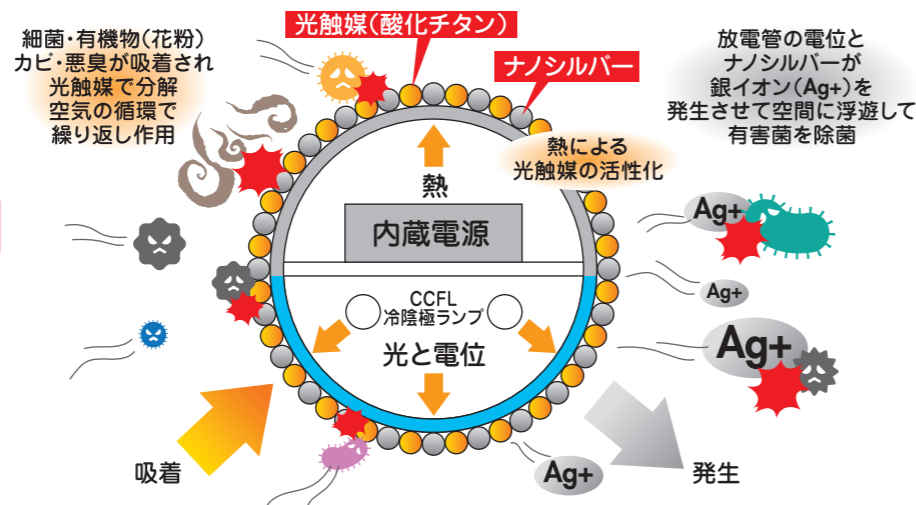 光触媒(酸化チタン)
ナノシルバー
細菌・有機物(花粉)
カビ・悪臭が吸着され
光触媒で分解
空気の循環で
繰り返し作用
放電管の電位と
ナノシルバーが
銀イオン(Ag+)を
発生させて空間に浮遊して
有害菌を除菌
熱による
光触媒の活性化
熱
内蔵電源
CCFL
冷陰極ランプ
光と電位
Ag+
Ag+
Ag+
Ag+
吸着
発生